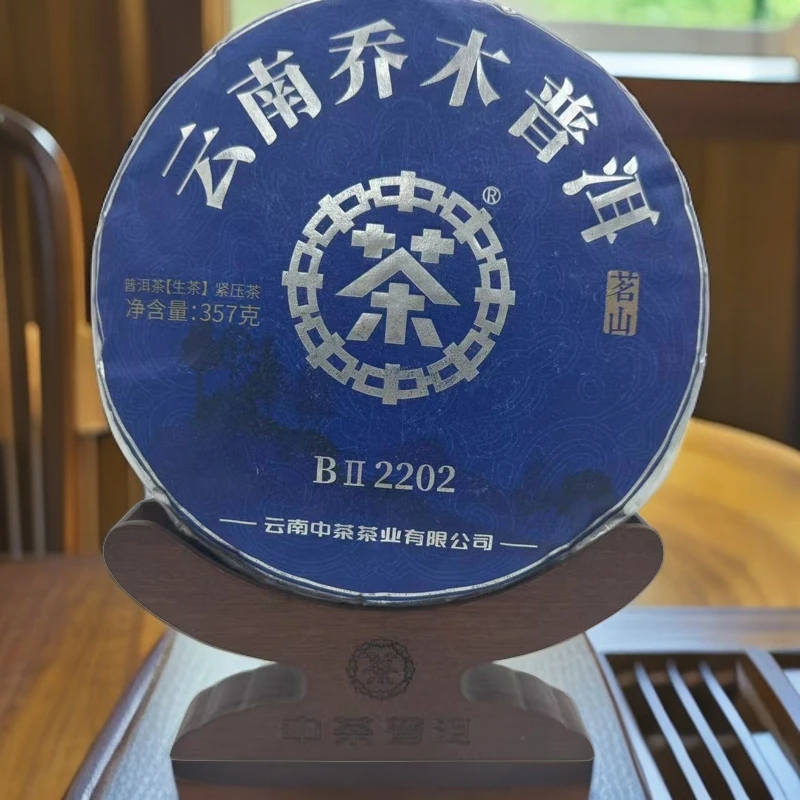 云南乔木普洱
®
茶
普洱茶【生茶】 紧压茶
净含量:357克
茗山
BⅡ2202
云南中茶茶业有限公司
中茶普洱